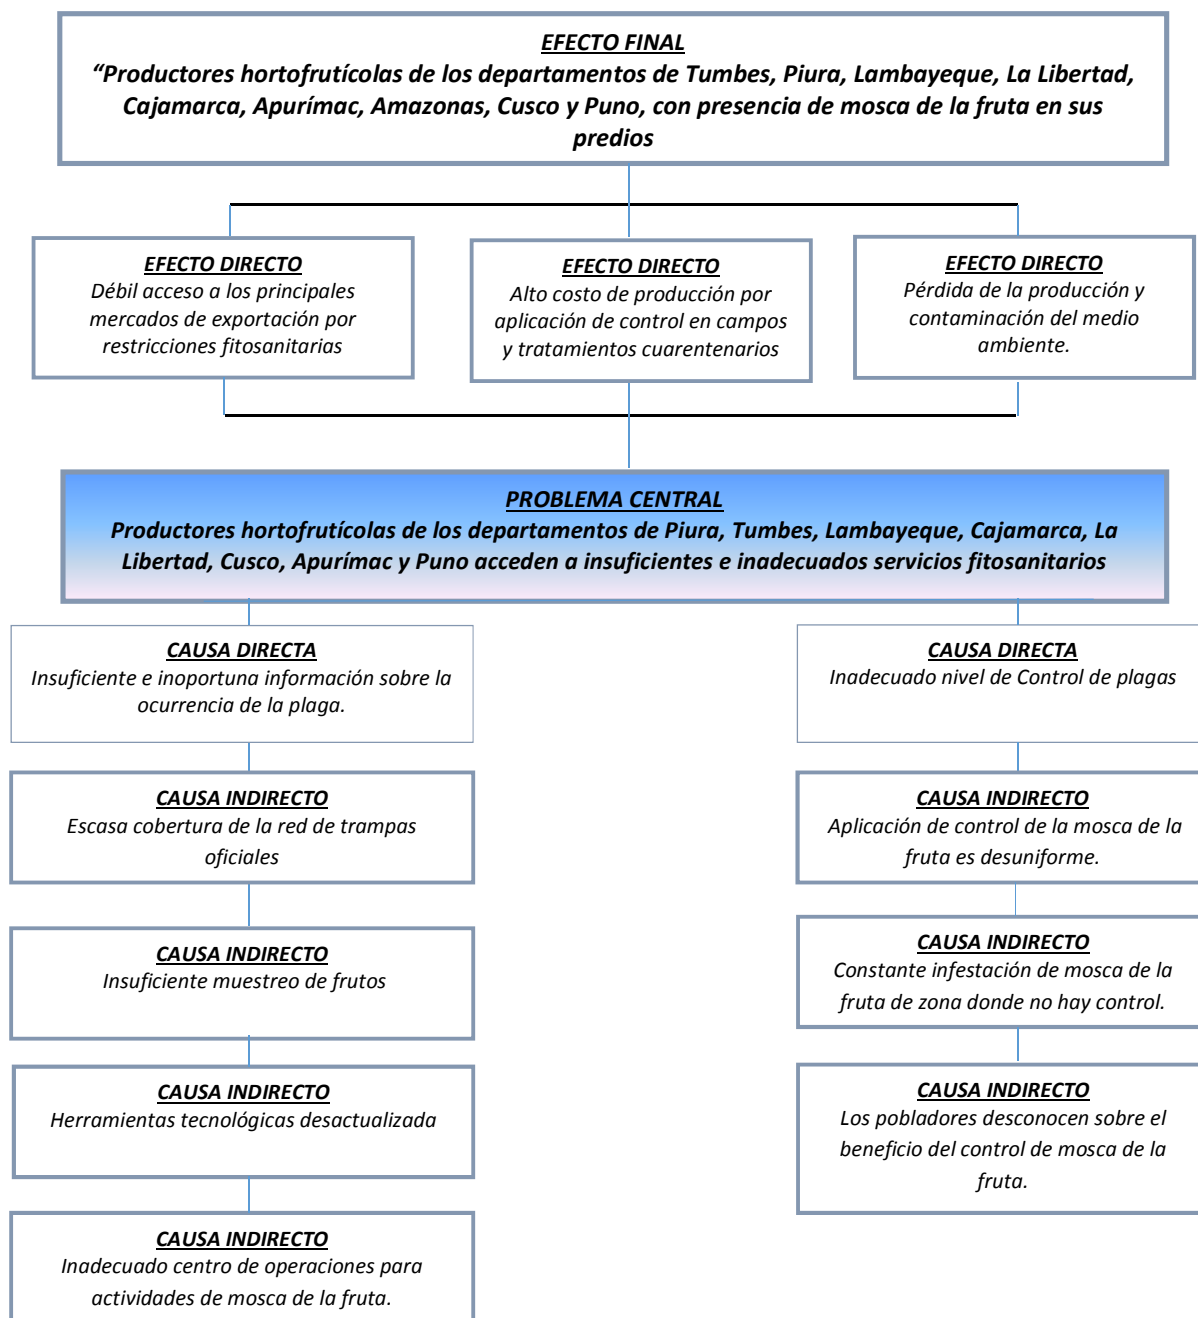 EFECTO FINAL
“Productores hortofrutícolas de los departamentos de Tumbes, Piura, Lambayeque, La Libertad,
Cajamarca, Apurímac, Amazonas, Cusco y Puno, con presencia de mosca de la fruta en sus
predios
EFECTO DIRECTO
Débil acceso a los principales
mercados de exportación por
restricciones fitosanitarias
EFECTO DIRECTO
Alto costo de producción por
aplicación de control en campos
y tratamientos cuarentenarios
EFECTO DIRECTO
Pérdida de la producción y
contaminación del medio
ambiente.
PROBLEMA CENTRAL
Productores hortofrutícolas de los departamentos de Piura, Tumbes, Lambayeque, Cajamarca, La
Libertad, Cusco, Apurímac y Puno acceden a insuficientes e inadecuados servicios fitosanitarios
CAUSA DIRECTA
Insuficiente e inoportuna información sobre la
ocurrencia de la plaga.
CAUSA INDIRECTO
Escasa cobertura de la red de trampas
oficiales
CAUSA INDIRECTO
Insuficiente muestreo de frutos
CAUSA INDIRECTO
Herramientas tecnológicas desactualizada
CAUSA INDIRECTO
Inadecuado centro de operaciones para
actividades de mosca de la fruta.
CAUSA DIRECTA
Inadecuado nivel de Control de plagas
CAUSA INDIRECTO
Aplicación de control de la mosca de la
fruta es desuniforme.
CAUSA INDIRECTO
Constante infestación de mosca de la
fruta de zona donde no hay control.
CAUSA INDIRECTO
Los pobladores desconocen sobre el
beneficio del control de mosca de la
fruta.